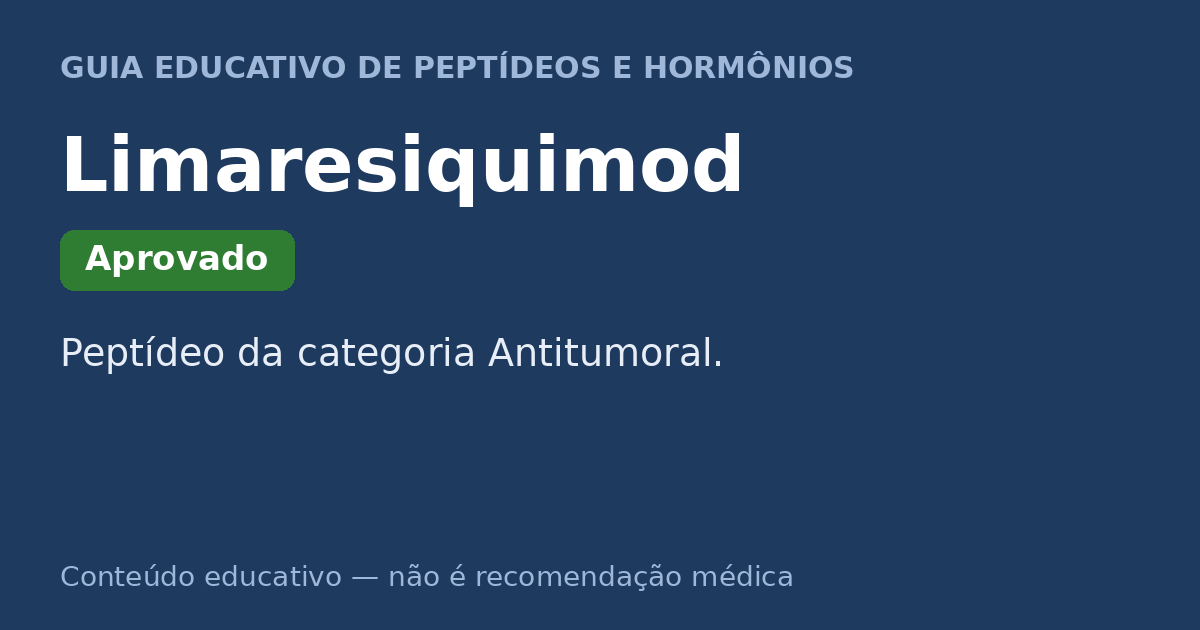 GUIA EDUCATIVO DE PEPTÍDEOS E HORMÔNIOS
Limaresiquimod
Aprovado
Peptídeo da categoria Antitumoral.
Conteúdo educativo — não é recomendação médica